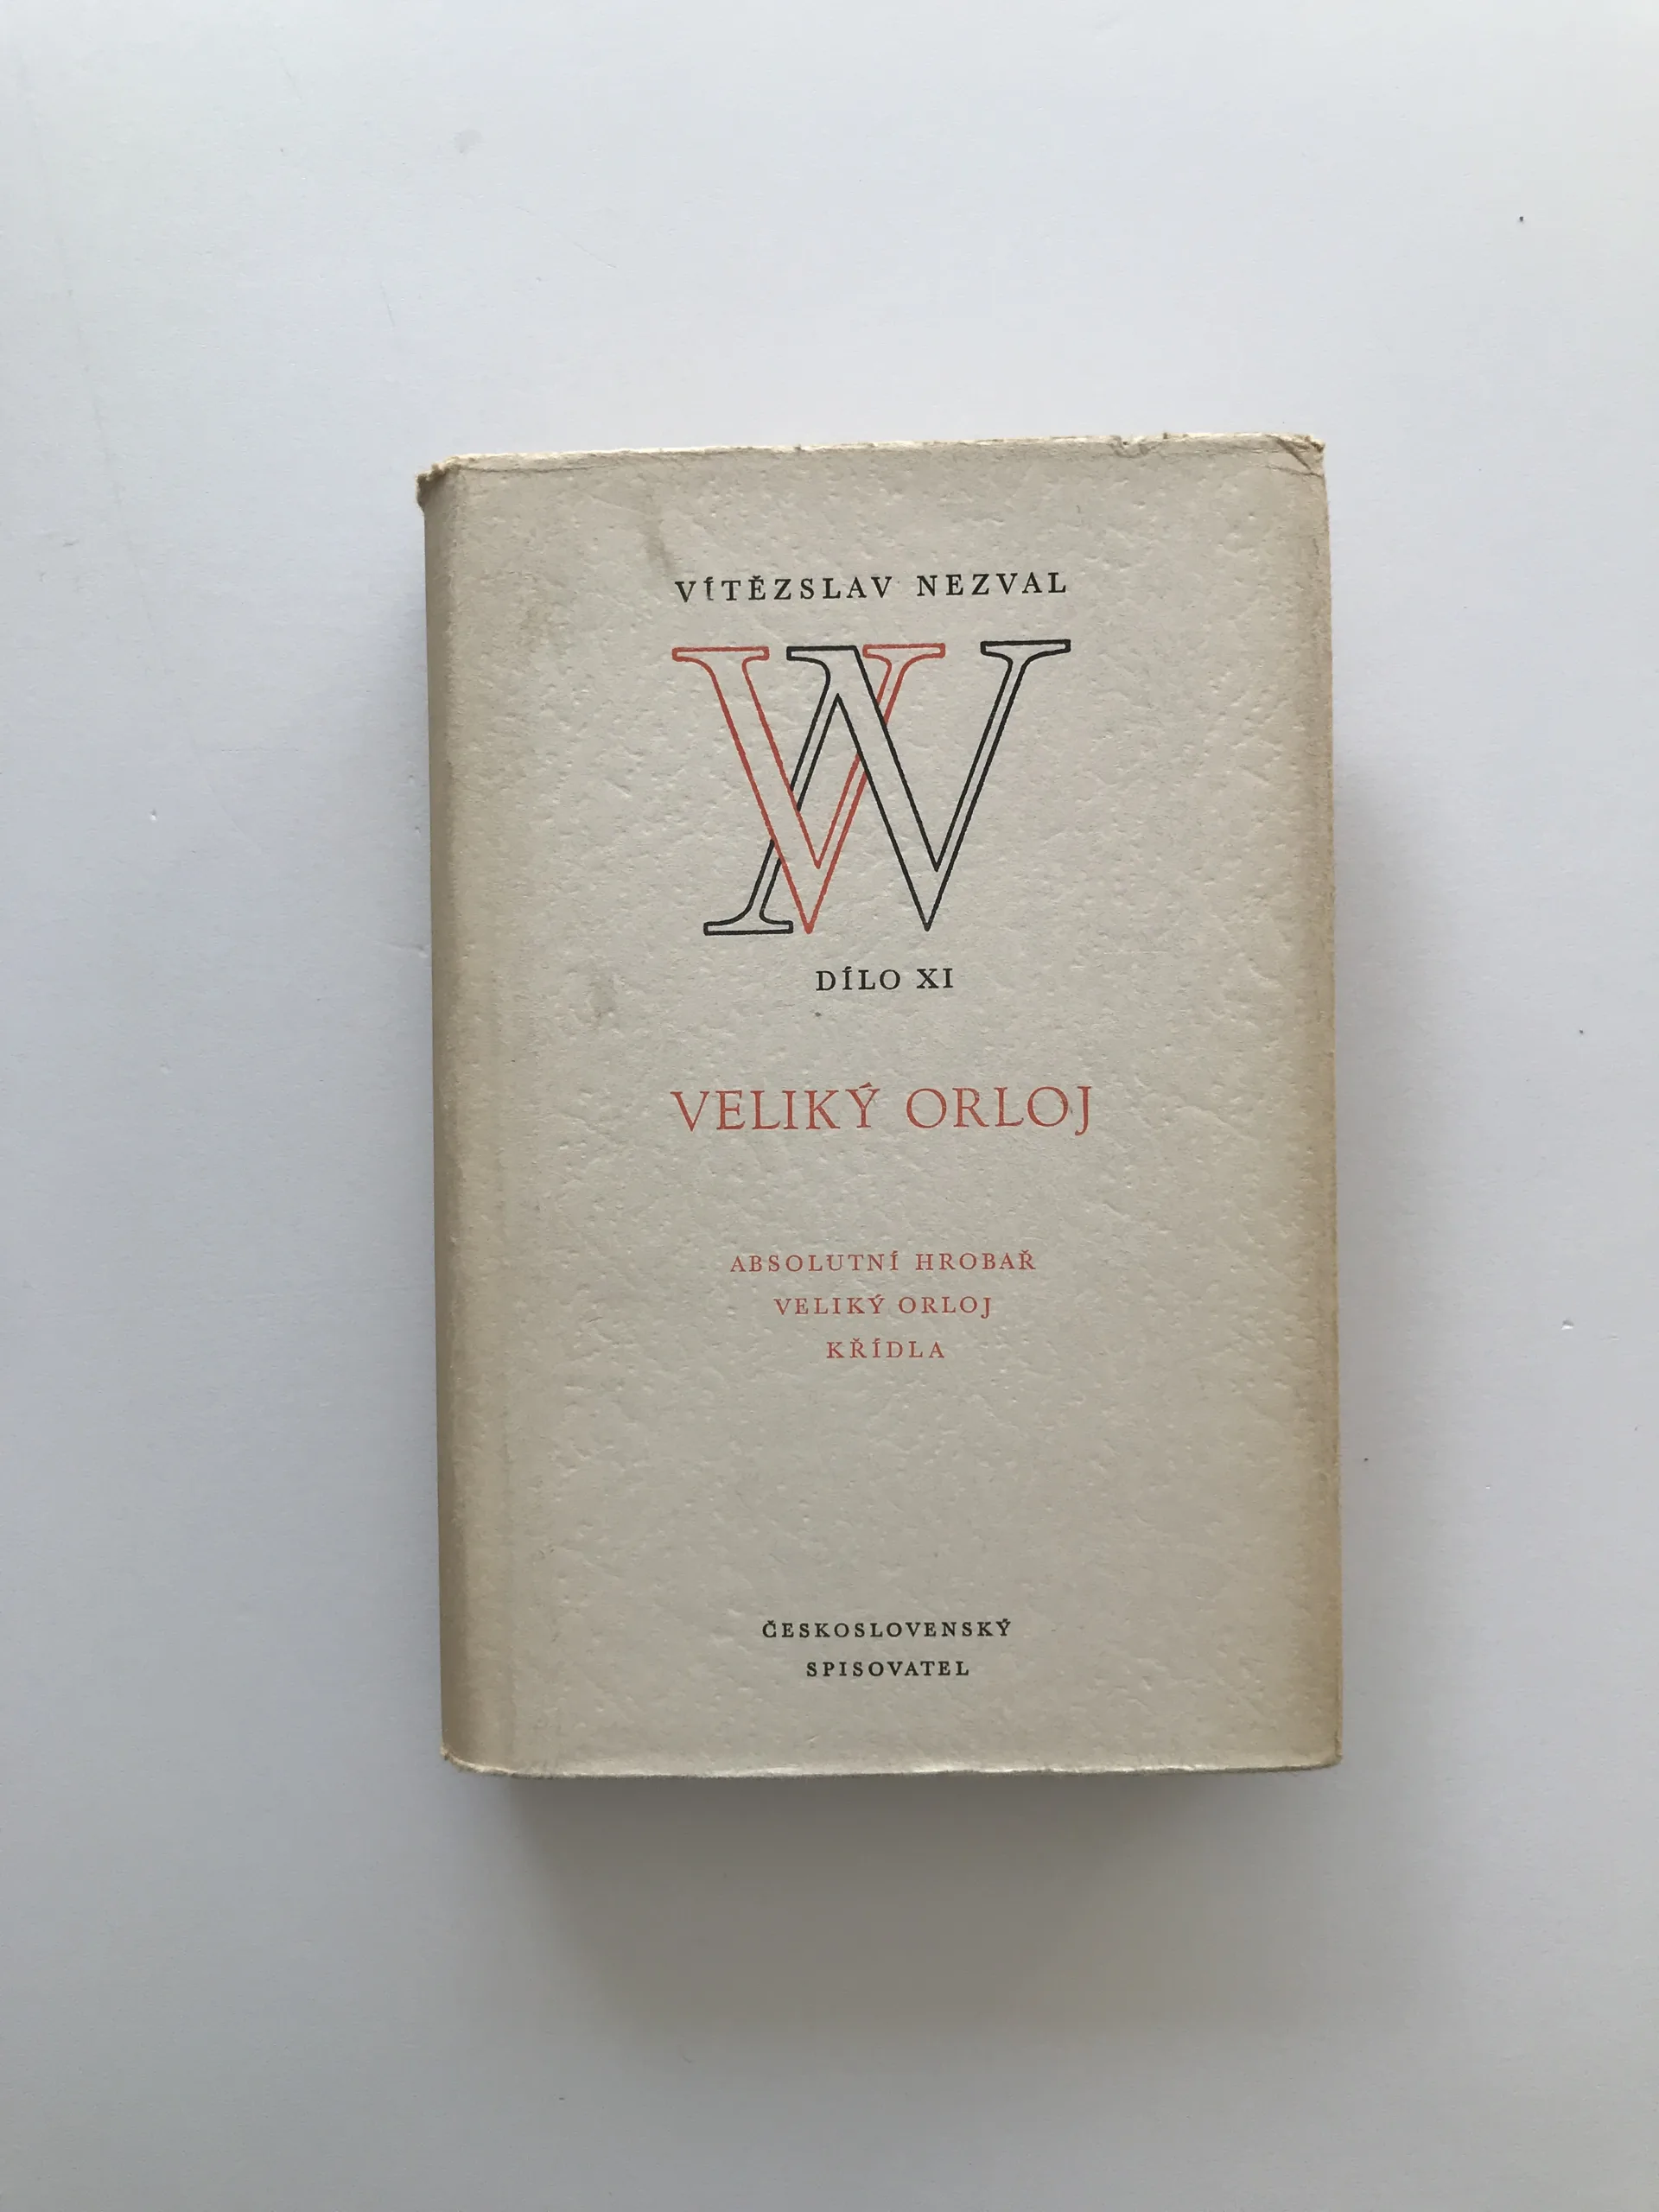 VÍTĚZSLAV NEZVAL
VN
DÍLO XI
VELIKÝ ORLOJ
ABSOLUTNÍ HROBAŘ
VELIKÝ ORLOJ
KŘÍDLA
ČESKOSLOVENSKÝ
SPISOVATEL